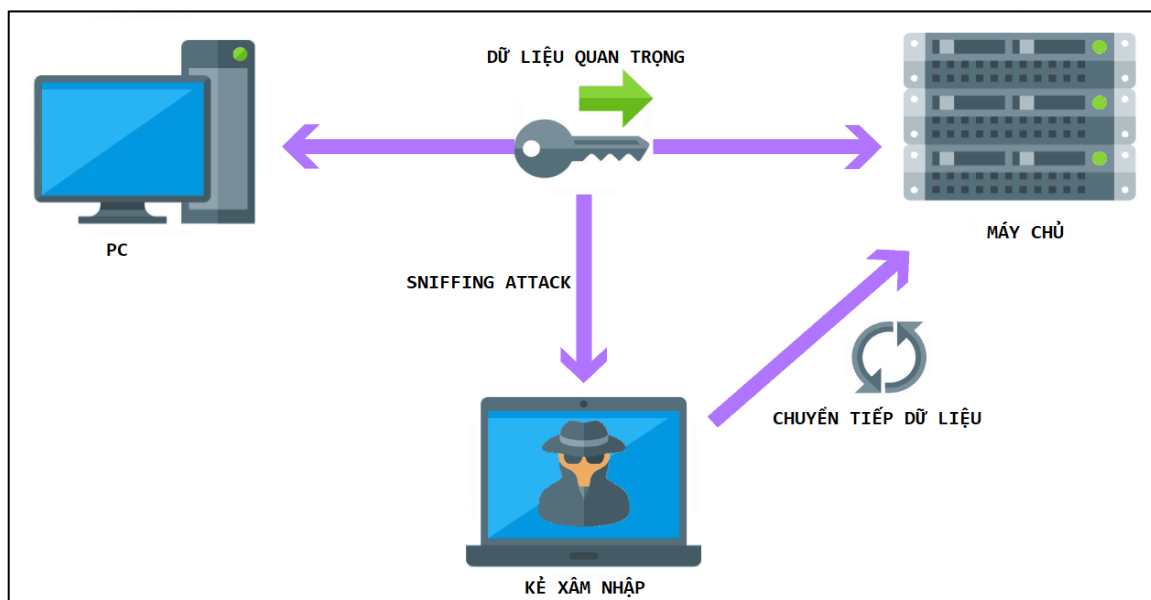 DỮ LIỆU QUAN TRỌNG
PC
MÁY CHỦ
SNIFFING ATTACK
CHUYỂN TIẾP DỮ LIỆU
KẺ XÂM NHẬP